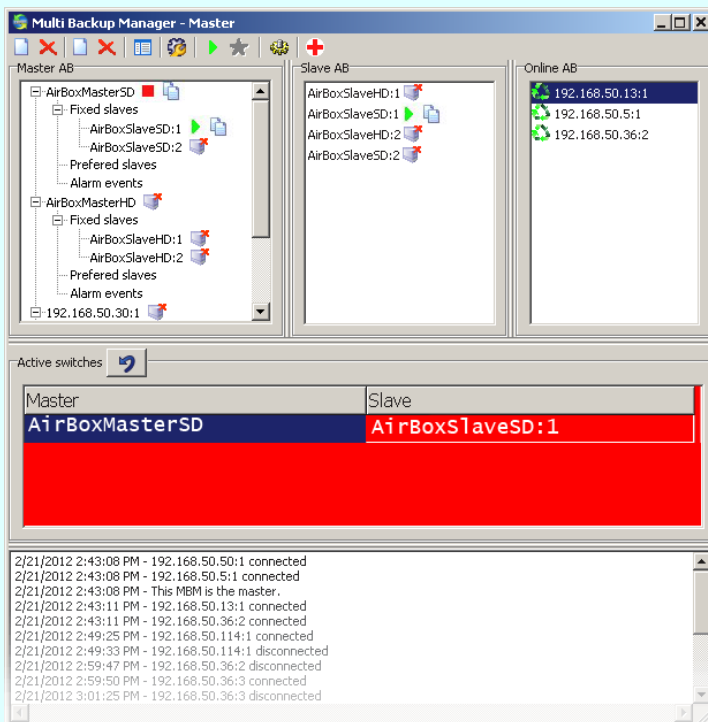 Multi Backup Manager - Master
Master AB
AirBoxMasterSD
Fixed slaves
AirBoxSlaveSD:1
AirBoxSlaveSD:2
Prefered slaves
Alarm events
AirBoxMasterHD
Fixed slaves
AirBoxSlaveHD:1
AirBoxSlaveHD:2
Prefered slaves
Alarm events
192.168.50.30:1
Slave AB
AirBoxSlaveHD:1
AirBoxSlaveSD:1
AirBoxSlaveHD:2
AirBoxSlaveSD:2
Online AB
192.168.50.13:1
192.168.50.5:1
192.168.50.36:2
Active switches
Master Slave
AirBoxMasterSD AirBoxSlaveSD:1
2/21/2012 2:43:08 PM - 192.168.50.50:1 connected
2/21/2012 2:43:08 PM - 192.168.50.5:1 connected
2/21/2012 2:43:08 PM - This MBM is the master.
2/21/2012 2:43:11 PM - 192.168.50.13:1 connected
2/21/2012 2:43:11 PM - 192.168.50.36:2 connected
2/21/2012 2:49:25 PM - 192.168.50.114:1 connected
2/21/2012 2:49:33 PM - 192.168.50.114:1 disconnected
2/21/2012 2:59:47 PM - 192.168.50.36:2 disconnected
2/21/2012 2:59:50 PM - 192.168.50.36:3 connected
2/21/2012 3:01:25 PM - 192.168.50.36:3 disconnected